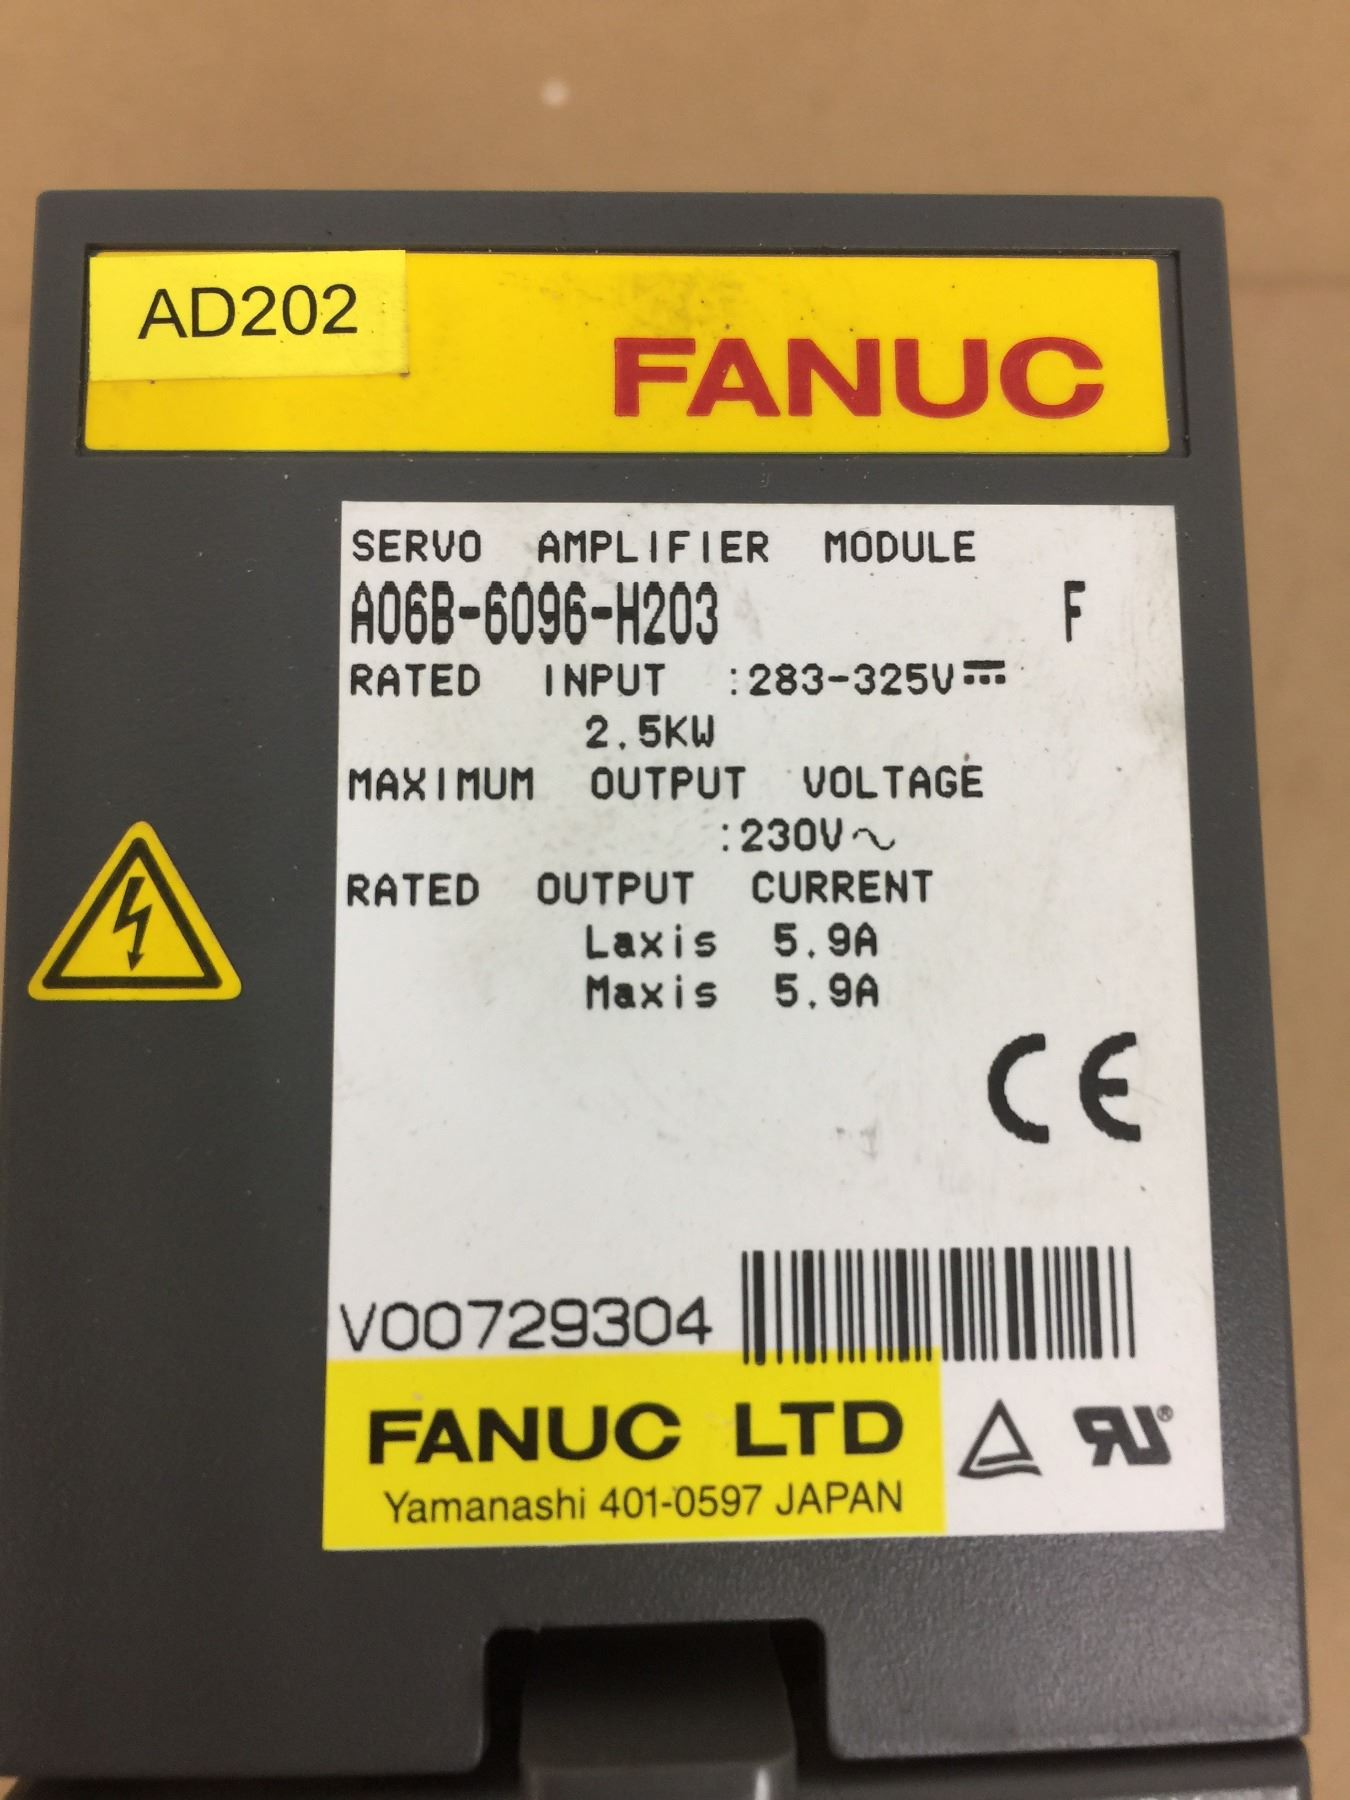 AD202
FANUC
SERVO AMPLIFIER MODULE
A06B-6096-H203 F
RATED INPUT :283-325V⎓
2.5KW
MAXIMUM OUTPUT VOLTAGE
:230V~
RATED OUTPUT CURRENT
Laxis 5.9A
Maxis 5.9A
CE
V00729304
FANUC LTD
Yamanashi 401-0597 JAPAN
RU®